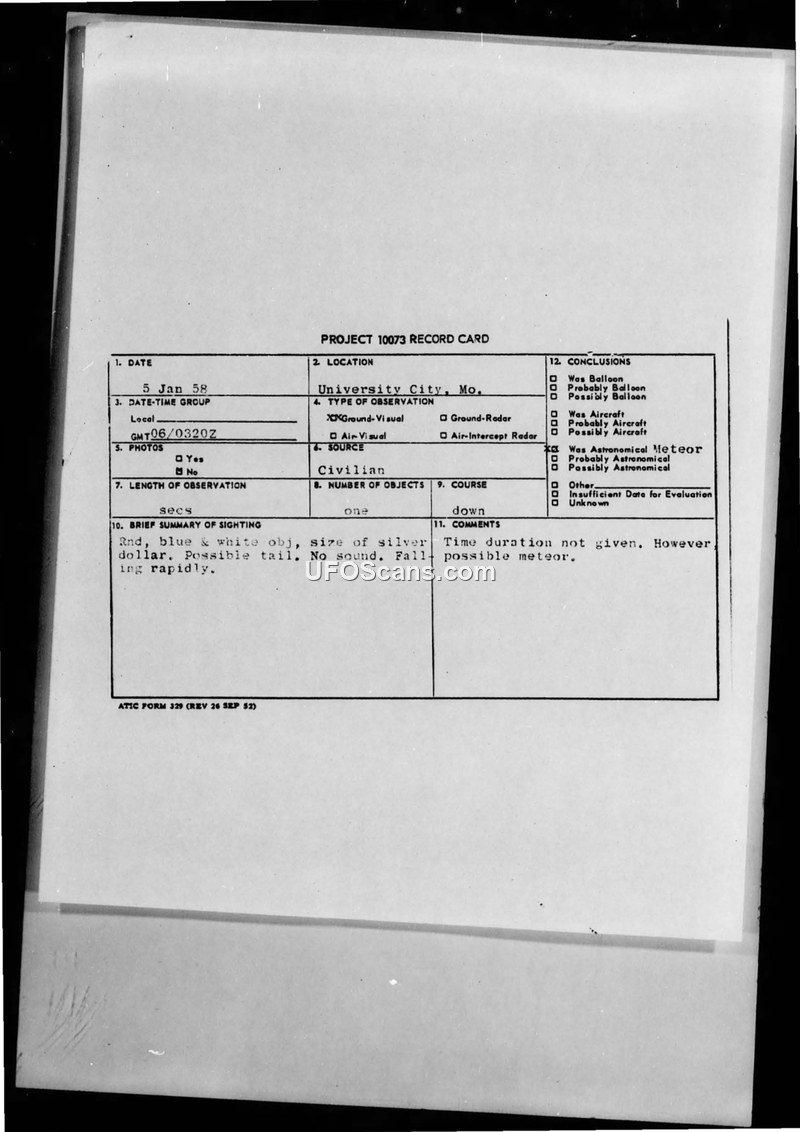 PROJECT 10073 RECORD CARD
1. DATE
5 Jan 58
2. LOCATION
University City, Mo.
12. CONCLUSIONS
Was Balloon
Probably Balloon
Possibly Balloon
Was Aircraft
Probably Aircraft
Possibly Aircraft
Was Astronomical Meteor
Probably Astronomical
Possibly Astronomical
Other
Insufficient Data for Evaluation
Unknown
3. DATE-TIME GROUP
Local
GMT 06/0320Z
4. TYPE OF OBSERVATION
XX Ground-Visual
Ground-Radar
Air-Visual
Air-Intercept Radar
5. PHOTOS
Yes
No
6. SOURCE
Civilian
7. LENGTH OF OBSERVATION
secs
8. NUMBER OF OBJECTS
one
9. COURSE
down
10. BRIEF SUMMARY OF SIGHTING
Rnd, blue & white obj, size of silver
dollar. Possible tail. No sound. Fall-
ing rapidly.
11. COMMENTS
Time duration not given. However
possible meteor.
UFOScans.com
ATIC FORM 329 (REV 26 SEP 52)